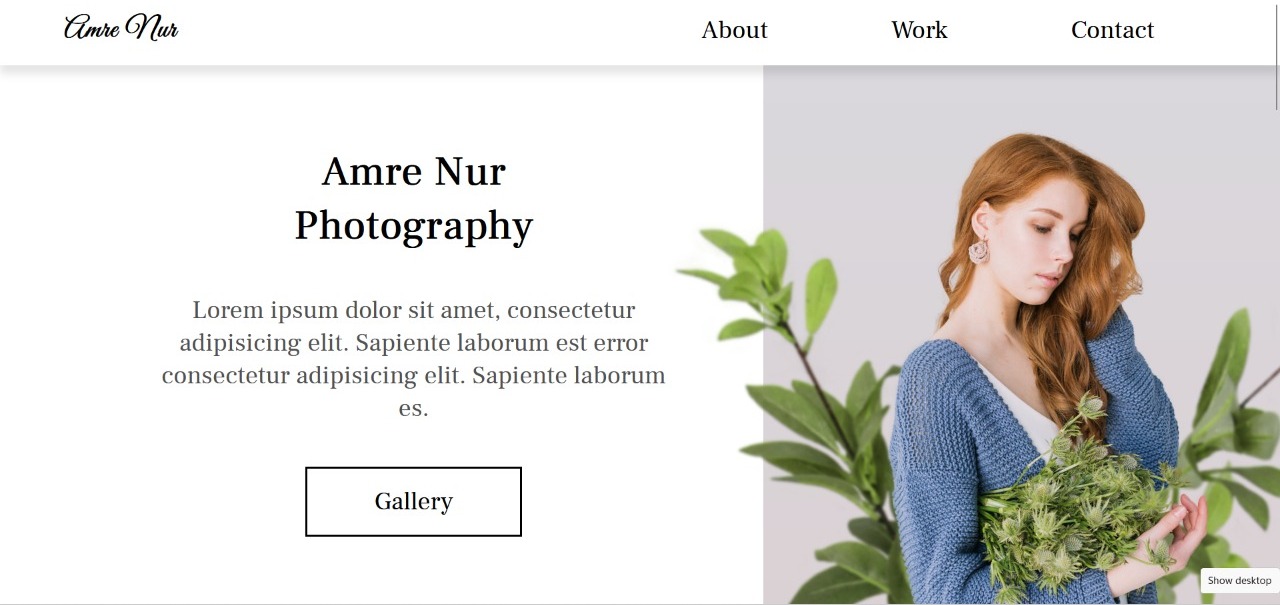 Amre Nur
About
Work
Contact
Amre Nur
Photography
Lorem ipsum dolor sit amet, consectetur
adipisicing elit. Sapiente laborum est error
consectetur adipisicing elit. Sapiente laborum
es.
Gallery
Show desktop